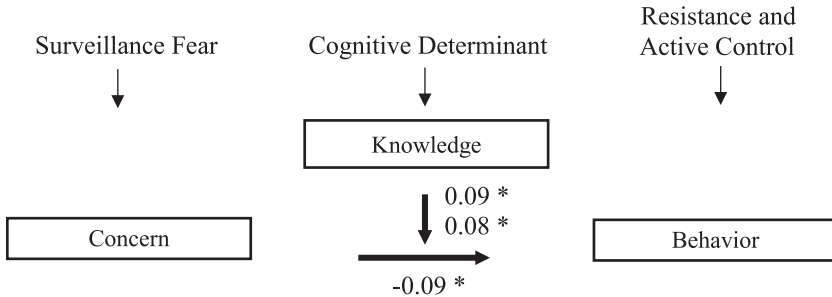 Surveillance Fear
Cognitive Determinant
Resistance and
Active Control
Knowledge
0.09 *
0.08 *
Concern
Behavior
-0.09 *